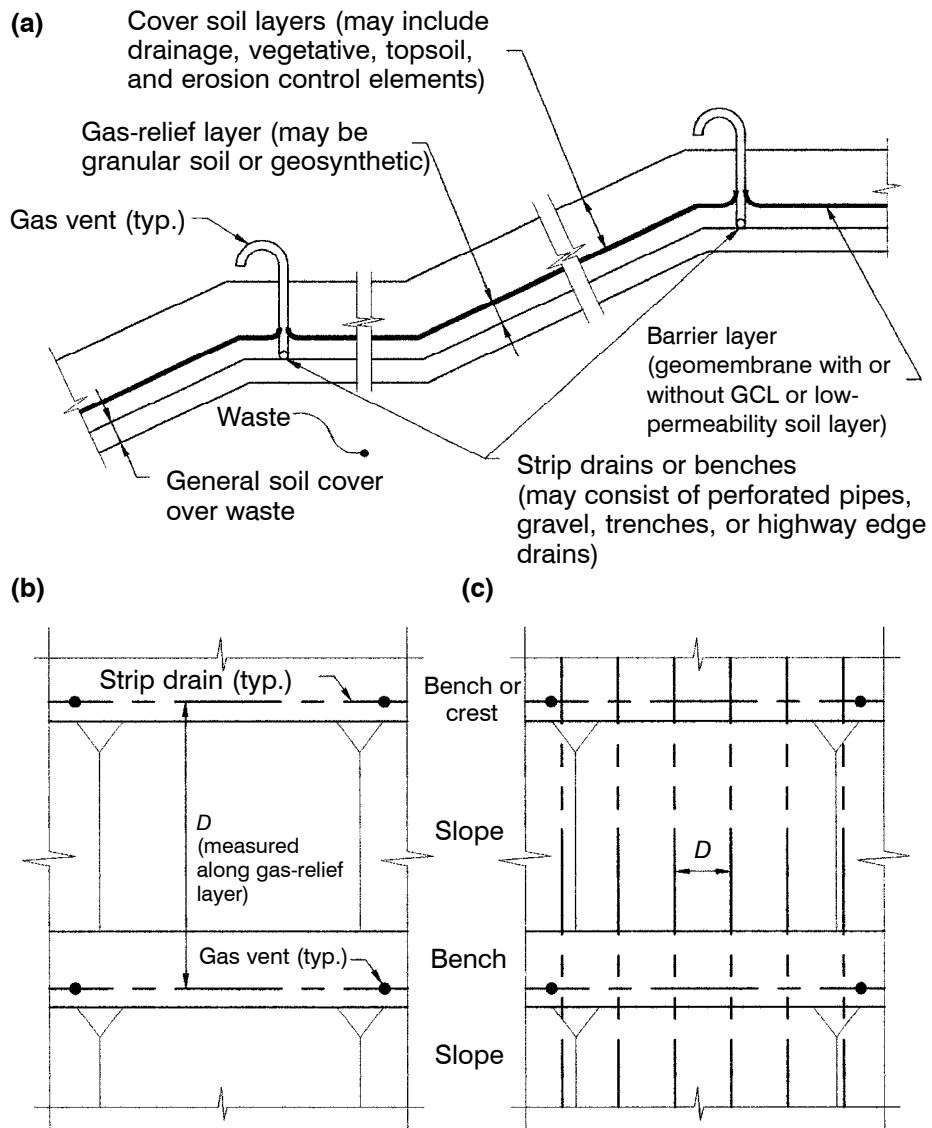 (a)
Cover soil layers (may include
drainage, vegetative, topsoil,
and erosion control elements)
Gas-relief layer (may be
granular soil or geosynthetic)
Gas vent (typ.)
Barrier layer
(geomembrane with or
without GCL or low-
permeability soil layer)
Waste
General soil cover
over waste
Strip drains or benches
(may consist of perforated pipes,
gravel, trenches, or highway edge
drains)
(b)
Strip drain (typ.)
D
(measured
along gas-relief
layer)
Gas vent (typ.)
Bench or
crest
Slope
Bench
Slope
(c)
D